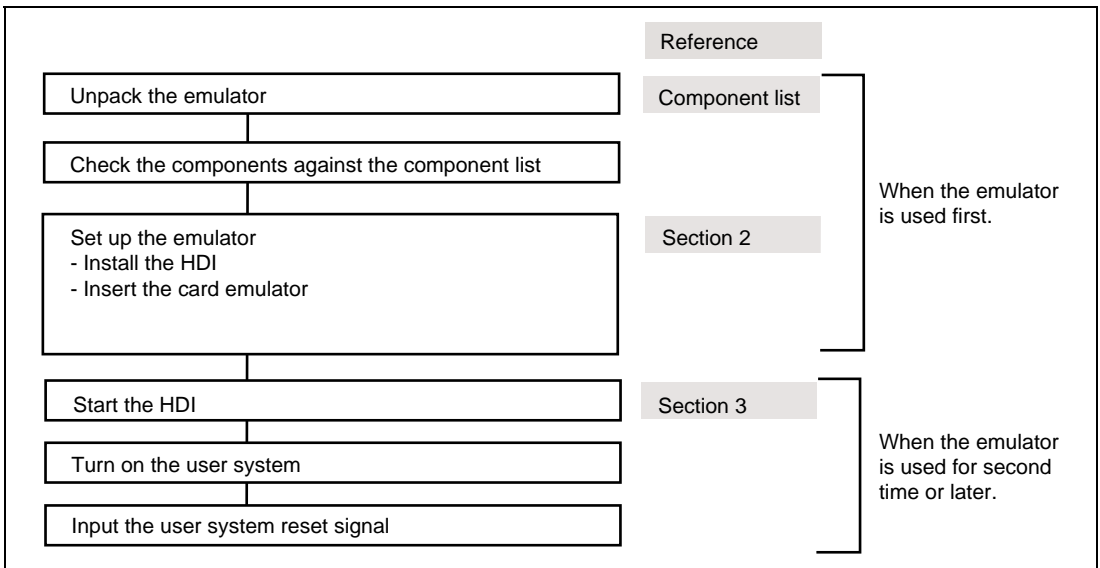 Reference
Unpack the emulator
Component list
Check the components against the component list
When the emulator
is used first.
Set up the emulator
- Install the HDI
- Insert the card emulator
Section 2
Start the HDI
Section 3
Turn on the user system
When the emulator
is used for second
time or later.
Input the user system reset signal